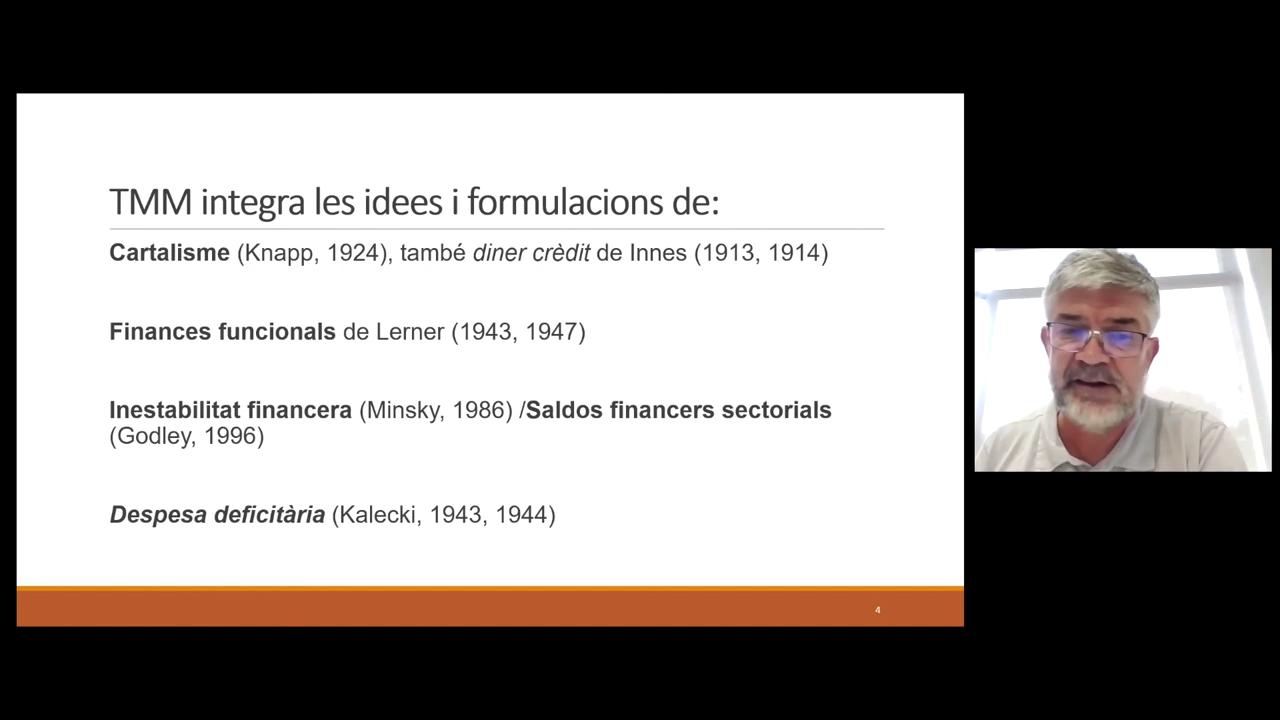 TMM integra les idees i formulacions de:
Cartalisme (Knapp, 1924), també diner crèdit de Innes (1913, 1914)
Finances funcionals de Lerner (1943, 1947)
Inestabilitat financera (Minsky, 1986) /Saldos financers sectorials
(Godley, 1996)
Despesa deficitària (Kalecki, 1943, 1944)
4